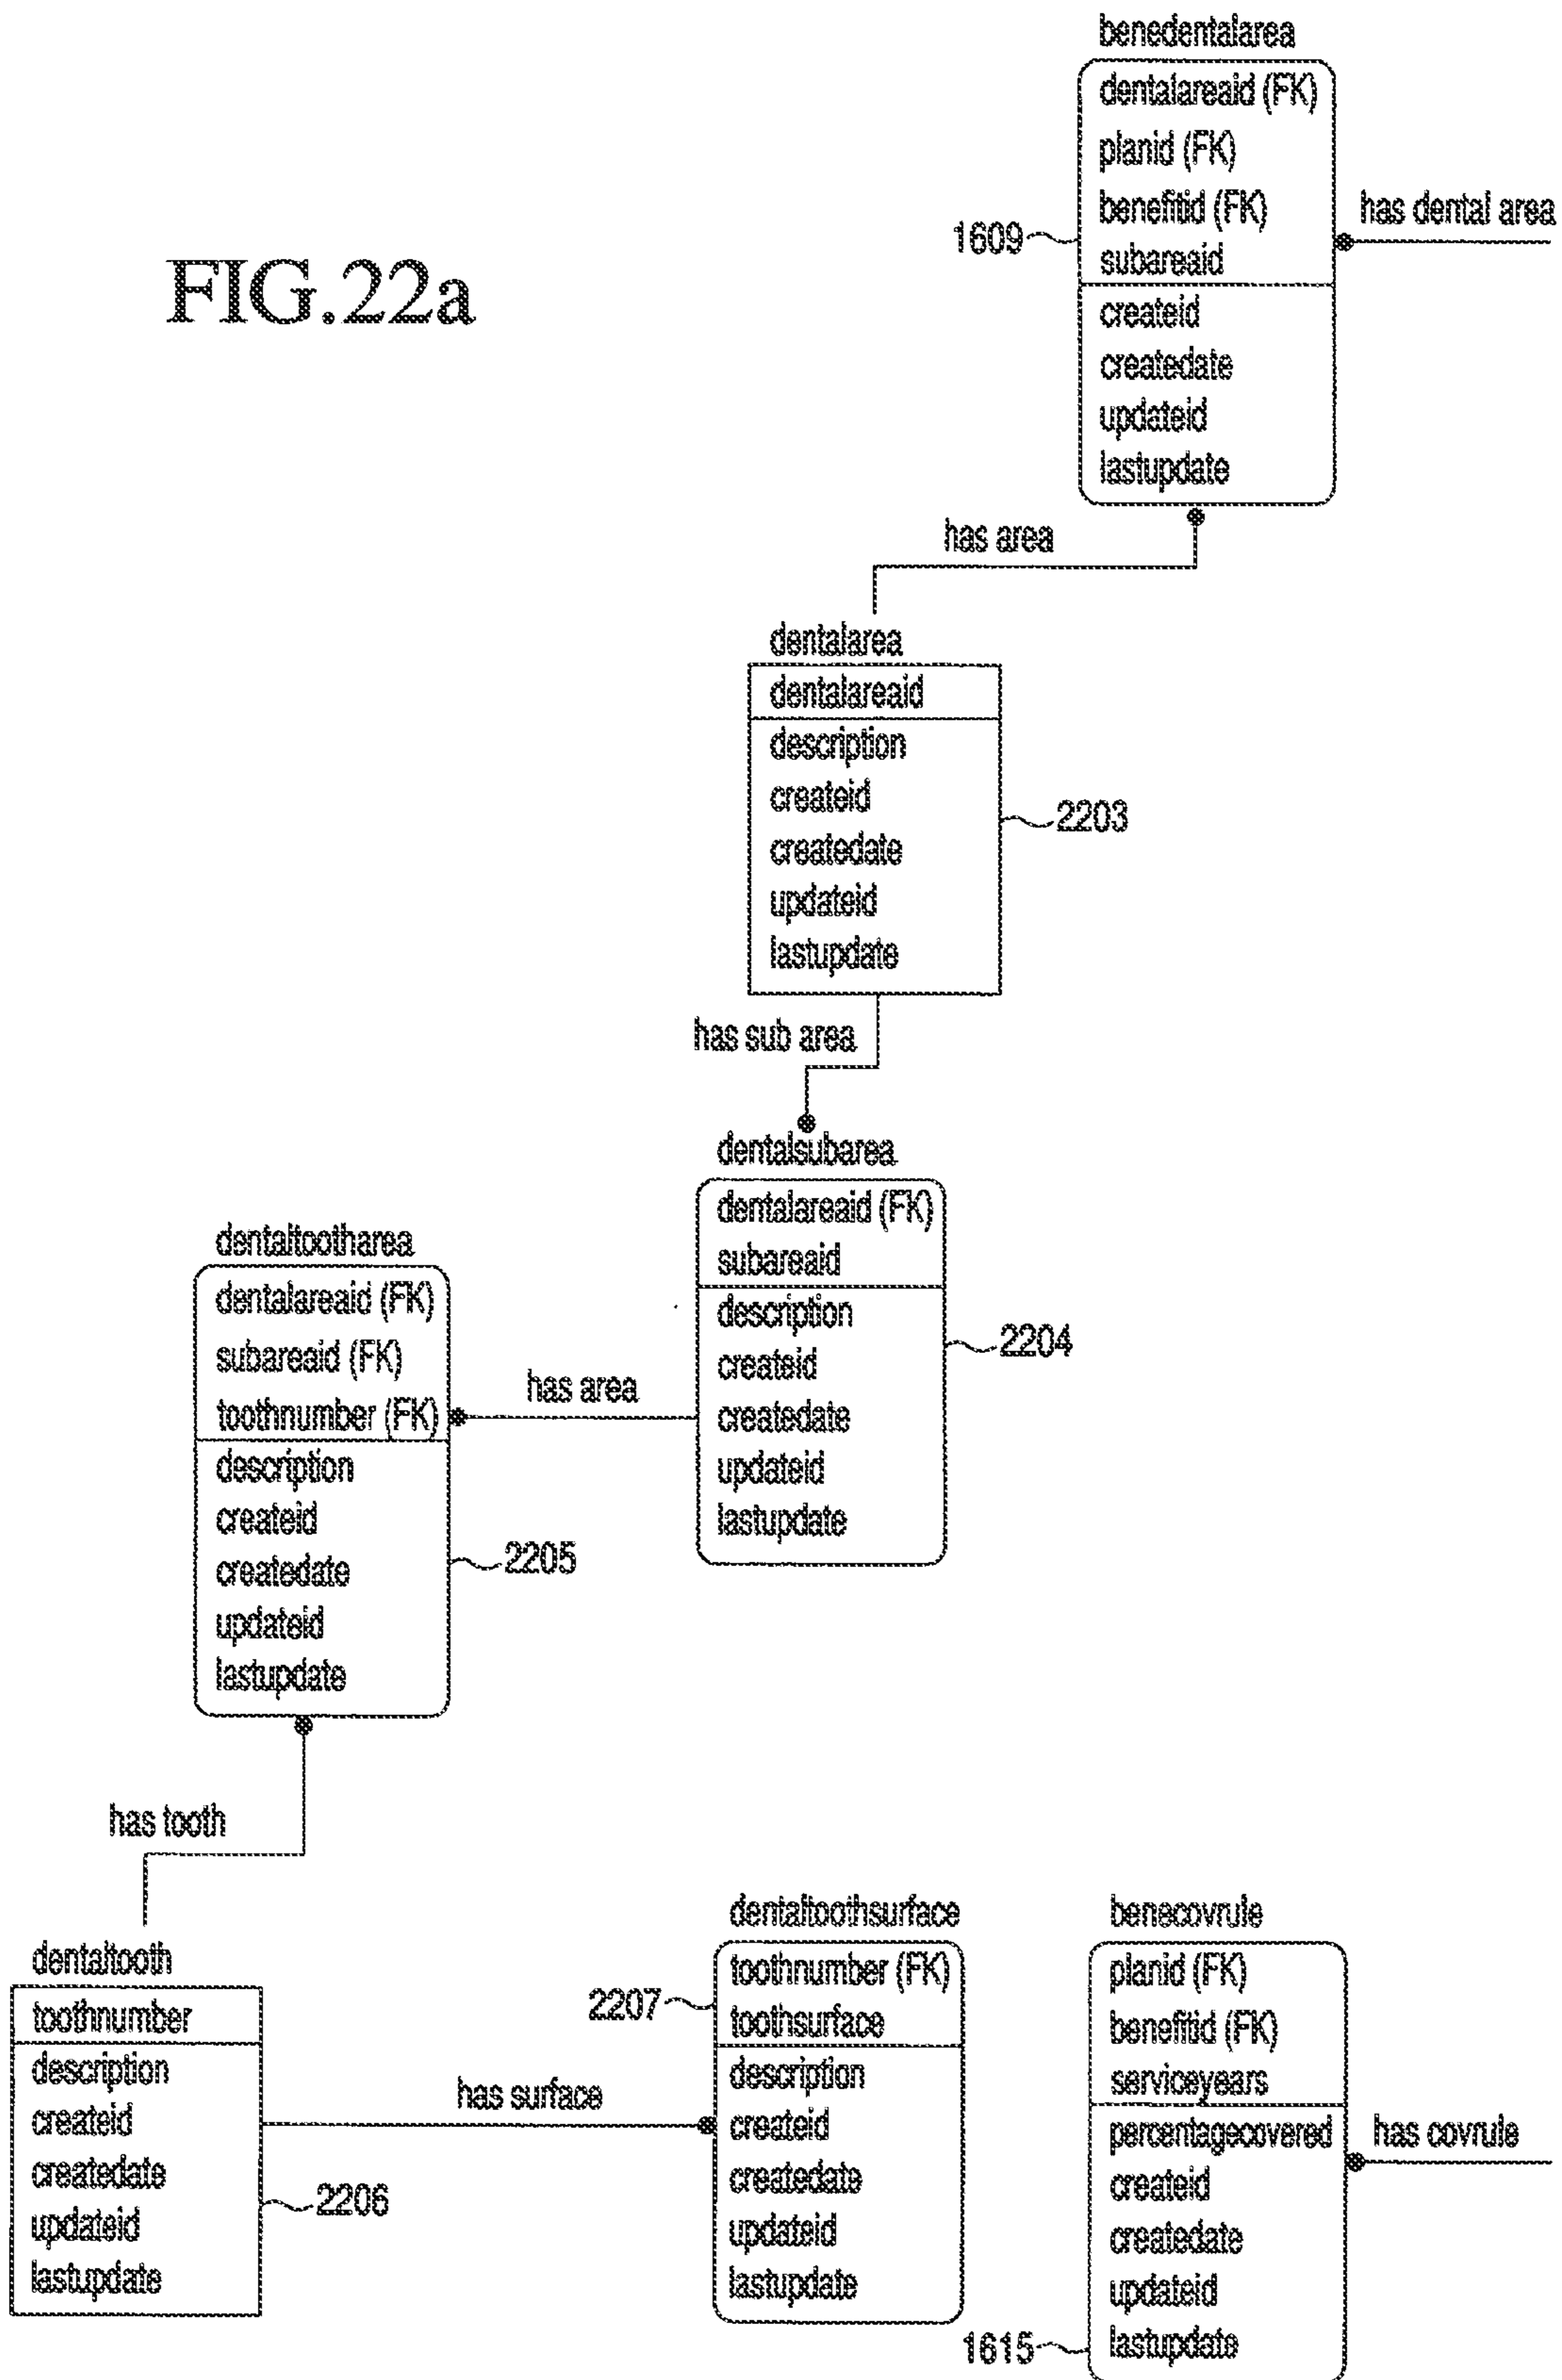 FIG.22a
benedentalarea
dentalareaid (FK)
planid (FK)
benefitid (FK)
subareaid
createid
createdate
updateid
lastupdate
1609
has dental area
has area
dentalarea
dentalareaid
description
createid
createdate
updateid
lastupdate
2203
has sub area
dentalsubarea
dentalareaid (FK)
subareaid
description
createid
createdate
updateid
lastupdate
2204
has area
dentaltootharea
dentalareaid (FK)
subareaid (FK)
toothnumber (FK)
description
createid
createdate
updateid
lastupdate
2205
has tooth
dentaltooth
toothnumber
description
createid
createdate
updateid
lastupdate
2206
has surface
dentaltoothsurface
toothnumber (FK)
toothsurface
description
createid
createdate
updateid
lastupdate
2207
benecovrule
planid (FK)
benefitid (FK)
serviceyears
percentagecovered
createid
createdate
updateid
lastupdate
1615
has covrule